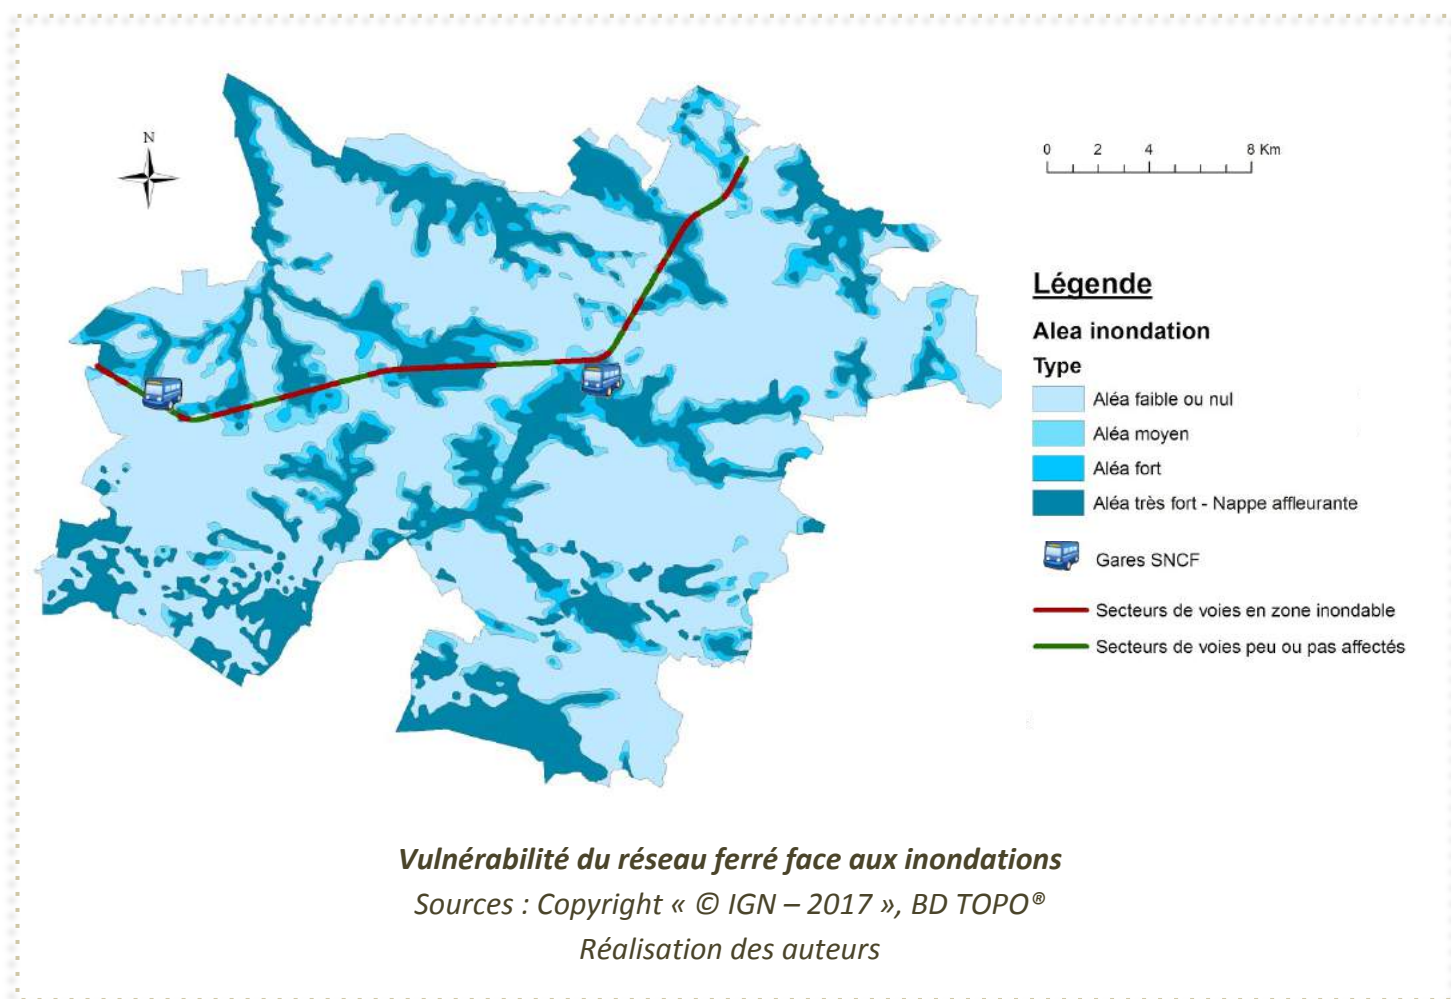 N
0 2 4 8 Km
Légende
Alea inondation
Type
Aléa faible ou nul
Aléa moyen
Aléa fort
Aléa très fort - Nappe affleurante
Gares SNCF
Secteurs de voies en zone inondable
Secteurs de voies peu ou pas affectés
Vulnérabilité du réseau ferré face aux inondations
Sources : Copyright « © IGN – 2017 », BD TOPO®
Réalisation des auteurs